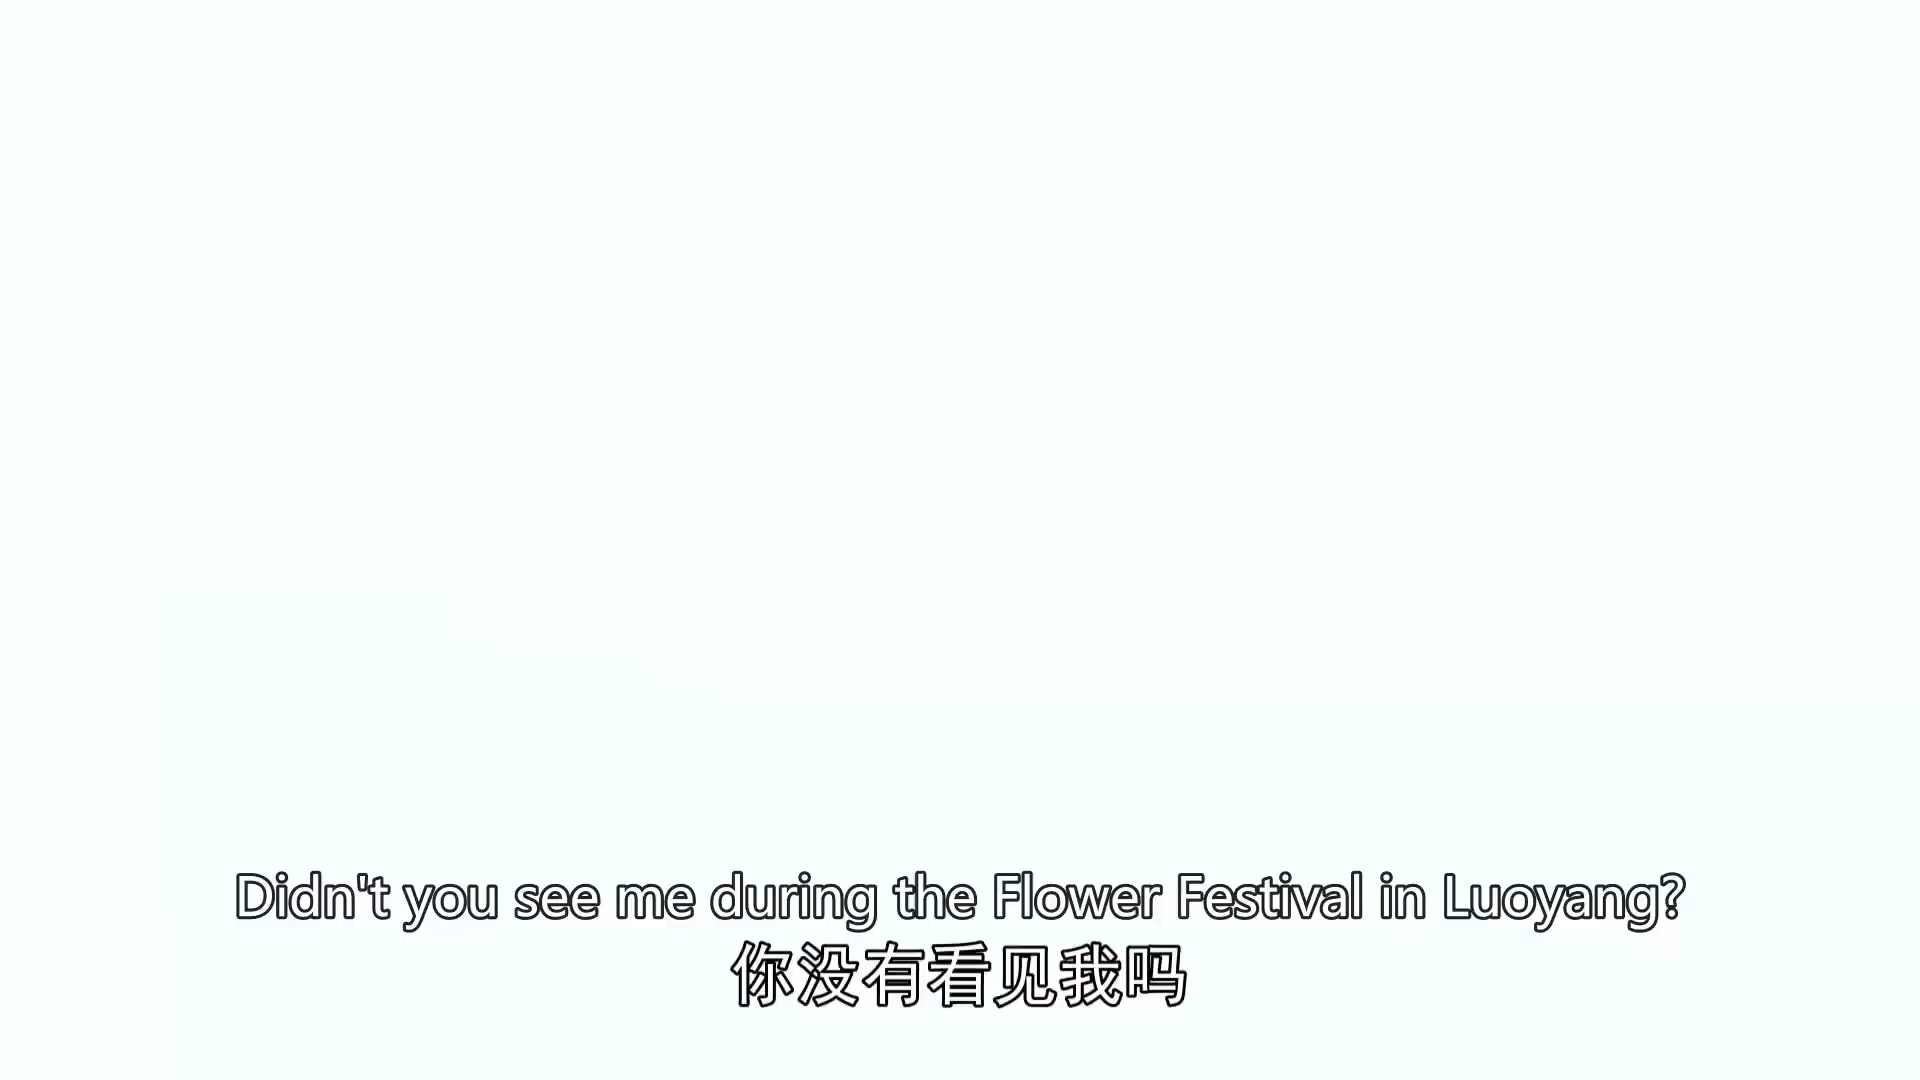 Didn't you see me during the Flower Festival in Luoyang?
你没有看见我吗